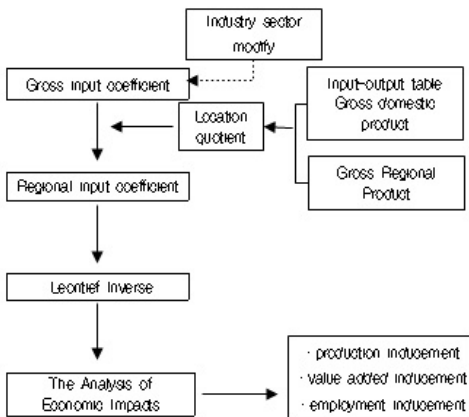 Industry sector
modify
Gross input coefficient
Input-output table
Gross domestic
product
Location
quotient
Gross Regional
Product
Regional input coefficient
Leontief Inverse
The Analysis of
Economic Impacts
· production inducement
· value added inducement
· employment inducement